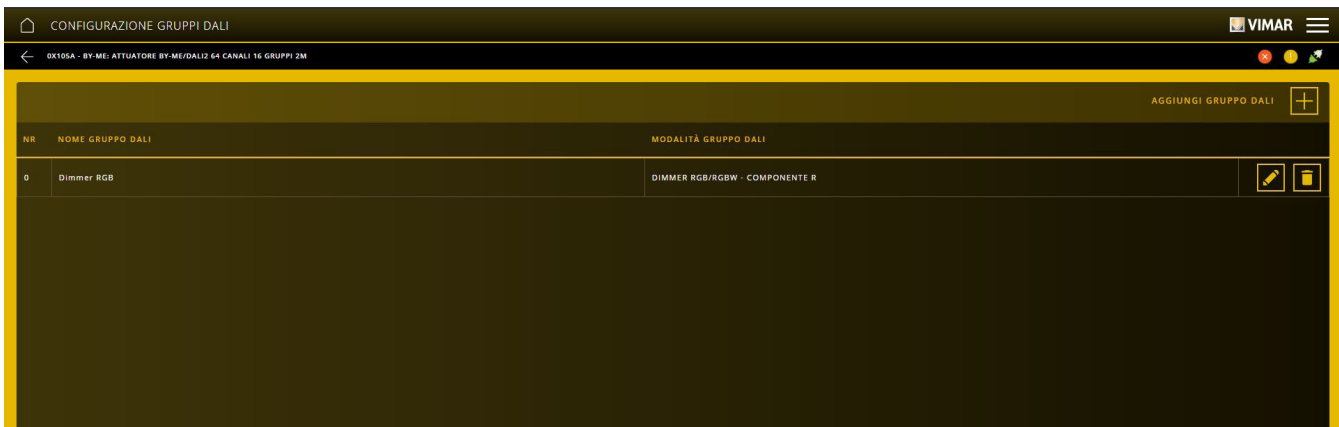 CONFIGURAZIONE GRUPPI DALI
VIMAR
0X105A - BY-ME: ATTUATORE BY-ME/DALI2 64 CANALI 16 GRUPPI 2M
AGGIUNGI GRUPPO DALI
NR NOME GRUPPO DALI MODALITÀ GRUPPO DALI
0 Dimmer RGB DIMMER RGB/RGBW - COMPONENTE R